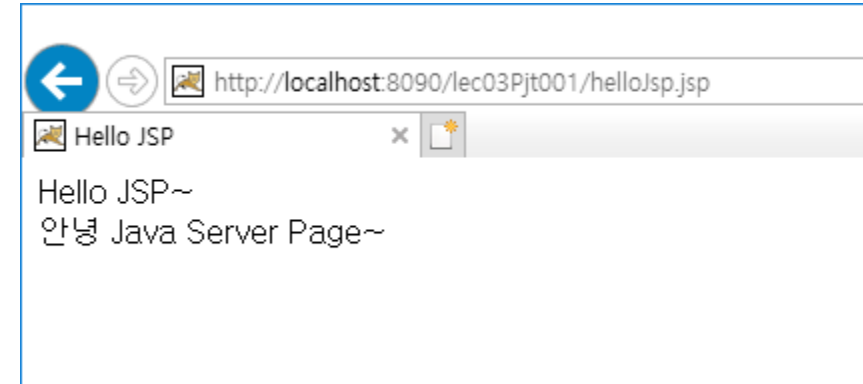 http://localhost:8090/lec03Pjt001/helloJsp.jsp
Hello JSP
Hello JSP~
안녕 Java Server Page~